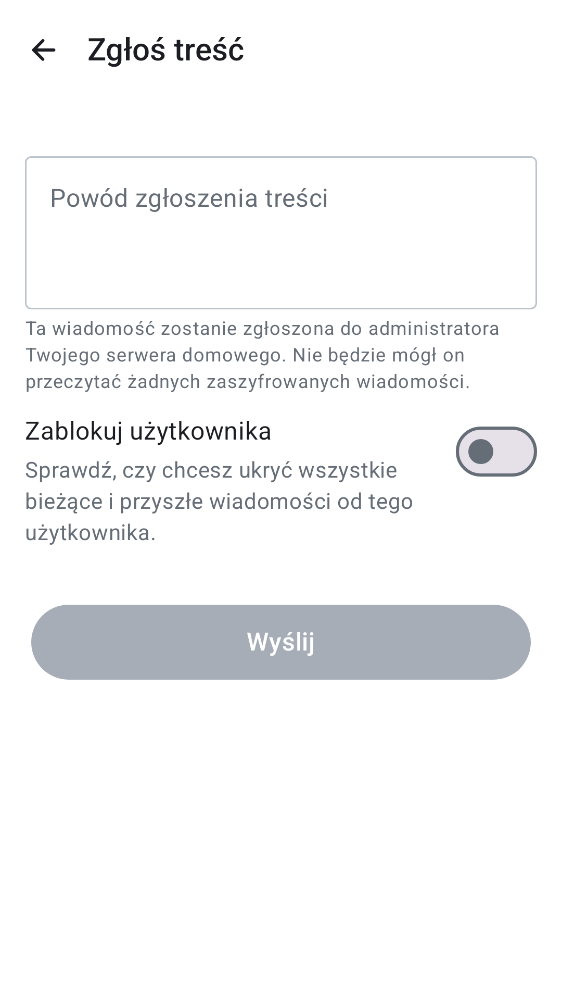 Zgłoś treść
Powód zgłoszenia treści
Ta wiadomość zostanie zgłoszona do administratora
Twojego serwera domowego. Nie będzie mógł on
przeczytać żadnych zaszyfrowanych wiadomości.
Zablokuj użytkownika
Sprawdź, czy chcesz ukryć wszystkie
bieżące i przyszłe wiadomości od tego
użytkownika.
Wyślij